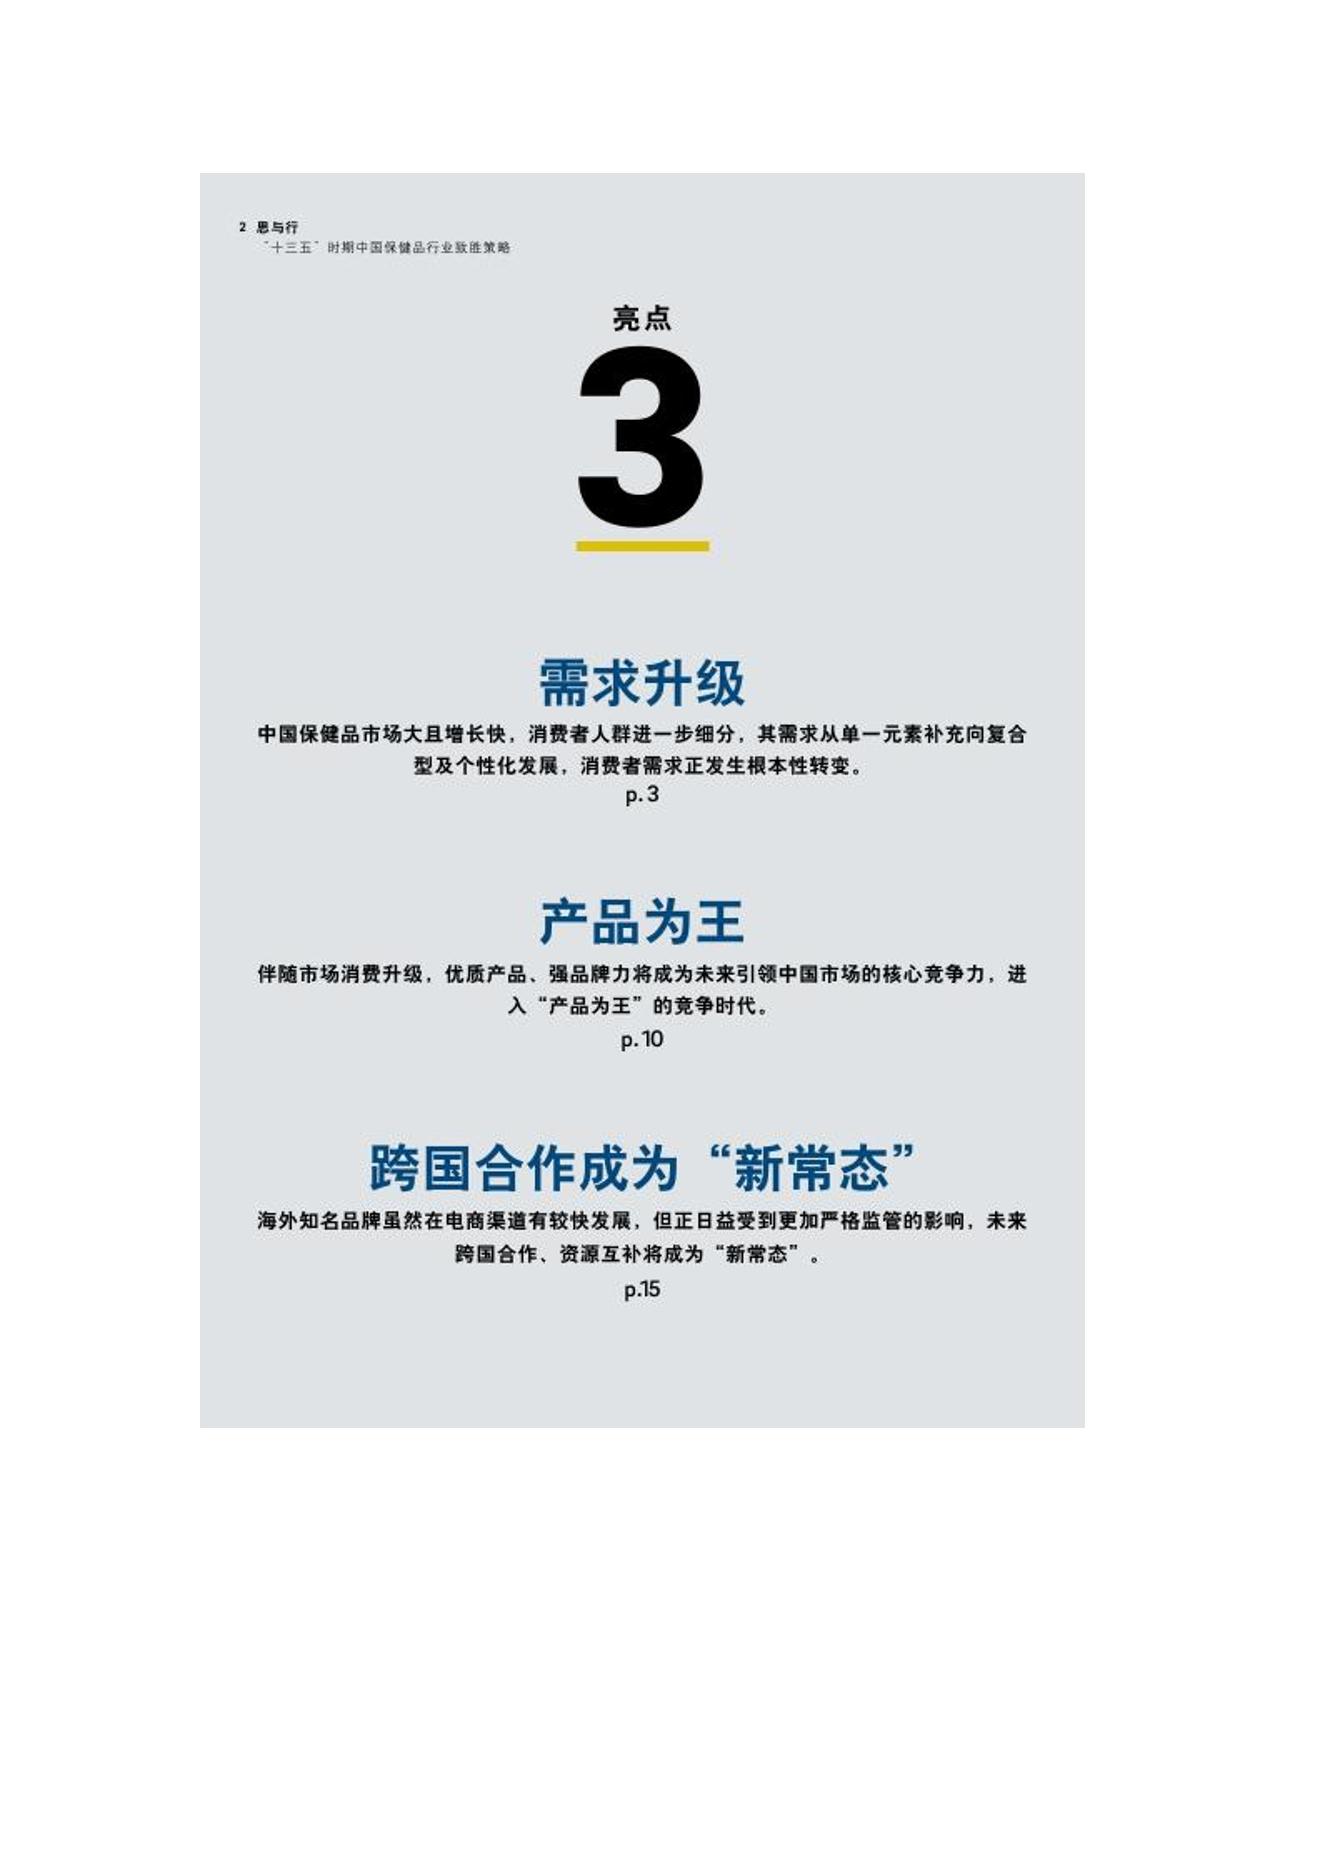 2 思与行
“十三五”时期中国保健品行业致胜策略
亮点
3
需求升级
中国保健品市场大且增长快，消费者人群进一步细分，其需求从单一元素补充向复合
型及个性化发展，消费者需求正发生根本性转变。
p. 3
产品为王
伴随市场消费升级，优质产品、强品牌力将成为未来引领中国市场的核心竞争力，进
入“产品为王”的竞争时代。
p. 10
跨国合作成为“新常态”
海外知名品牌虽然在电商渠道有较快发展，但正日益受到更加严格监管的影响，未来
跨国合作、资源互补将成为“新常态”。
p.15